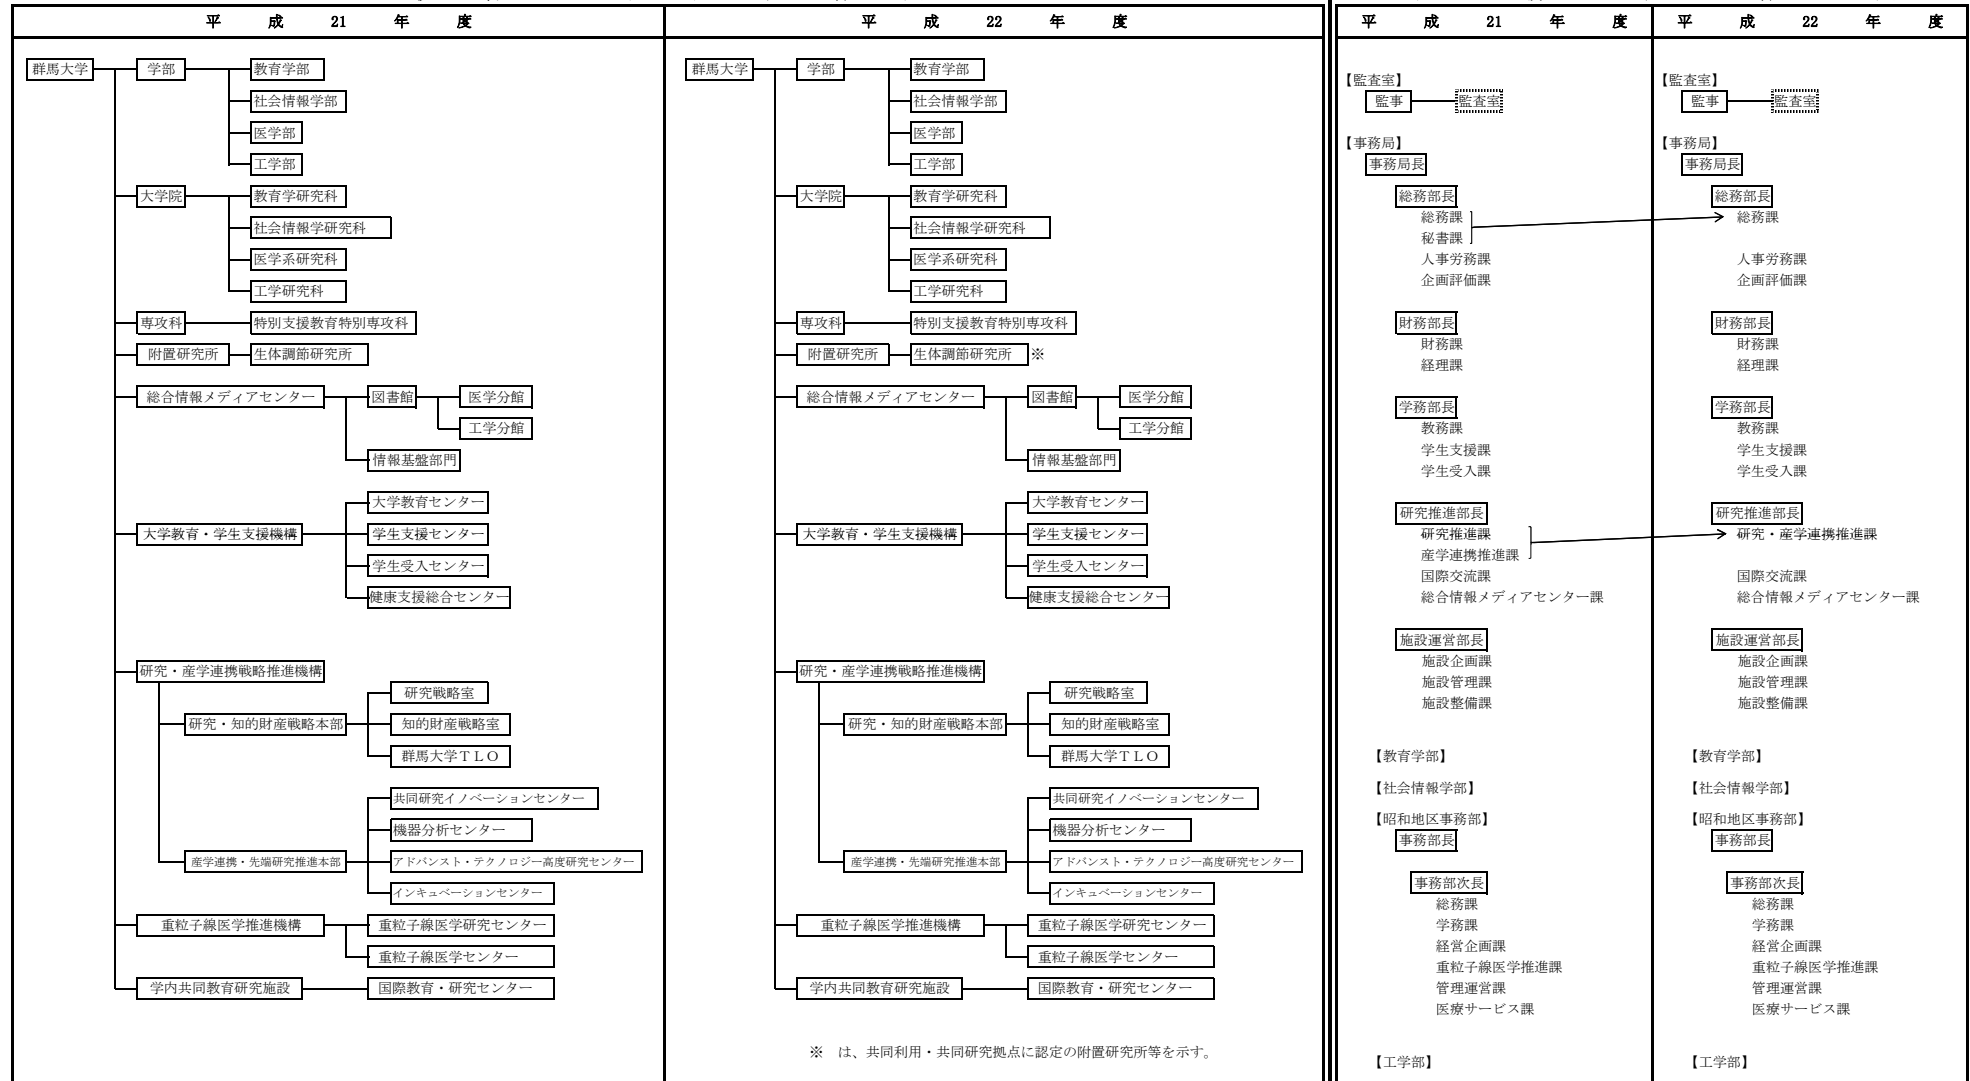 平成21年度
群馬大学
学部
教育学部
社会情報学部
医学部
工学部
大学院
教育学研究科
社会情報学研究科
医学系研究科
工学研究科
専攻科
特別支援教育特別専攻科
附置研究所
生体調節研究所
総合情報メディアセンター
図書館
医学分館
工学分館
情報基盤部門
大学教育センター
大学教育・学生支援機構
学生支援センター
学生受入センター
健康支援総合センター
研究・産学連携戦略推進機構
研究戦略室
研究・知的財産戦略本部
知的財産戦略室
群馬大学TLO
共同研究イノベーションセンター
機器分析センター
産学連携・先端研究推進本部
アドバンスト・テクノロジー高度研究センター
インキュベーションセンター
重粒子線医学推進機構
重粒子線医学研究センター
重粒子線医学センター
学内共同教育研究施設
国際教育・研究センター
平成22年度
群馬大学
学部
教育学部
社会情報学部
医学部
工学部
大学院
教育学研究科
社会情報学研究科
医学系研究科
工学研究科
専攻科
特別支援教育特別専攻科
附置研究所
生体調節研究所※
総合情報メディアセンター
図書館
医学分館
工学分館
情報基盤部門
大学教育センター
大学教育・学生支援機構
学生支援センター
学生受入センター
健康支援総合センター
研究・産学連携戦略推進機構
研究戦略室
研究・知的財産戦略本部
知的財産戦略室
群馬大学TLO
共同研究イノベーションセンター
機器分析センター
産学連携・先端研究推進本部
アドバンスト・テクノロジー高度研究センター
インキュベーションセンター
重粒子線医学推進機構
重粒子線医学研究センター
重粒子線医学センター
学内共同教育研究施設
国際教育・研究センター
※ は、共同利用・共同研究拠点に認定の附置研究所等を示す。
平成21年度
【監査室】
監事
監査室
【事務局】
事務局長
総務部長
総務課
秘書課
人事労務課
企画評価課
財務部長
財務課
経理課
学務部長
教務課
学生支援課
学生受入課
研究推進部長
研究推進課
産学連携推進課
国際交流課
総合情報メディアセンター課
施設運営部長
施設企画課
施設管理課
施設整備課
【教育学部】
【社会情報学部】
【昭和地区事務部】
事務部長
事務部次長
総務課
学務課
経営企画課
重粒子線医学推進課
管理運営課
医療サービス課
【工学部】
平成22年度
【監査室】
監事
監査室
【事務局】
事務局長
総務部長
総務課
人事労務課
企画評価課
財務部長
財務課
経理課
学務部長
教務課
学生支援課
学生受入課
研究推進部長
研究・産学連携推進課
国際交流課
総合情報メディアセンター課
施設運営部長
施設企画課
施設管理課
施設整備課
【教育学部】
【社会情報学部】
【昭和地区事務部】
事務部長
事務部次長
総務課
学務課
経営企画課
重粒子線医学推進課
管理運営課
医療サービス課
【工学部】